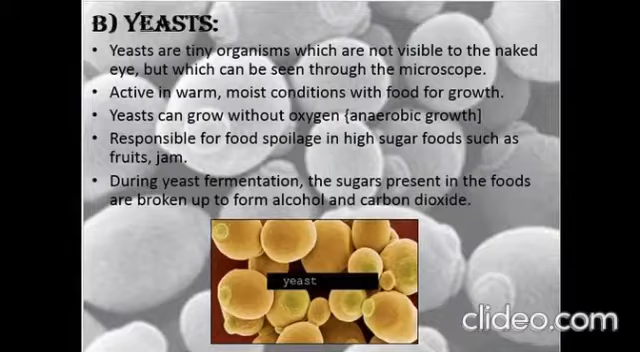 B) YEASTS:
• Yeasts are tiny organisms which are not visible to the naked
eye, but which can be seen through the microscope.
• Active in warm, moist conditions with food for growth.
• Yeasts can grow without oxygen {anaerobic growth]
• Responsible for food spoilage in high sugar foods such as
fruits, jam.
• During yeast fermentation, the sugars present in the foods
are broken up to form alcohol and carbon dioxide.
yeast
clideo.com